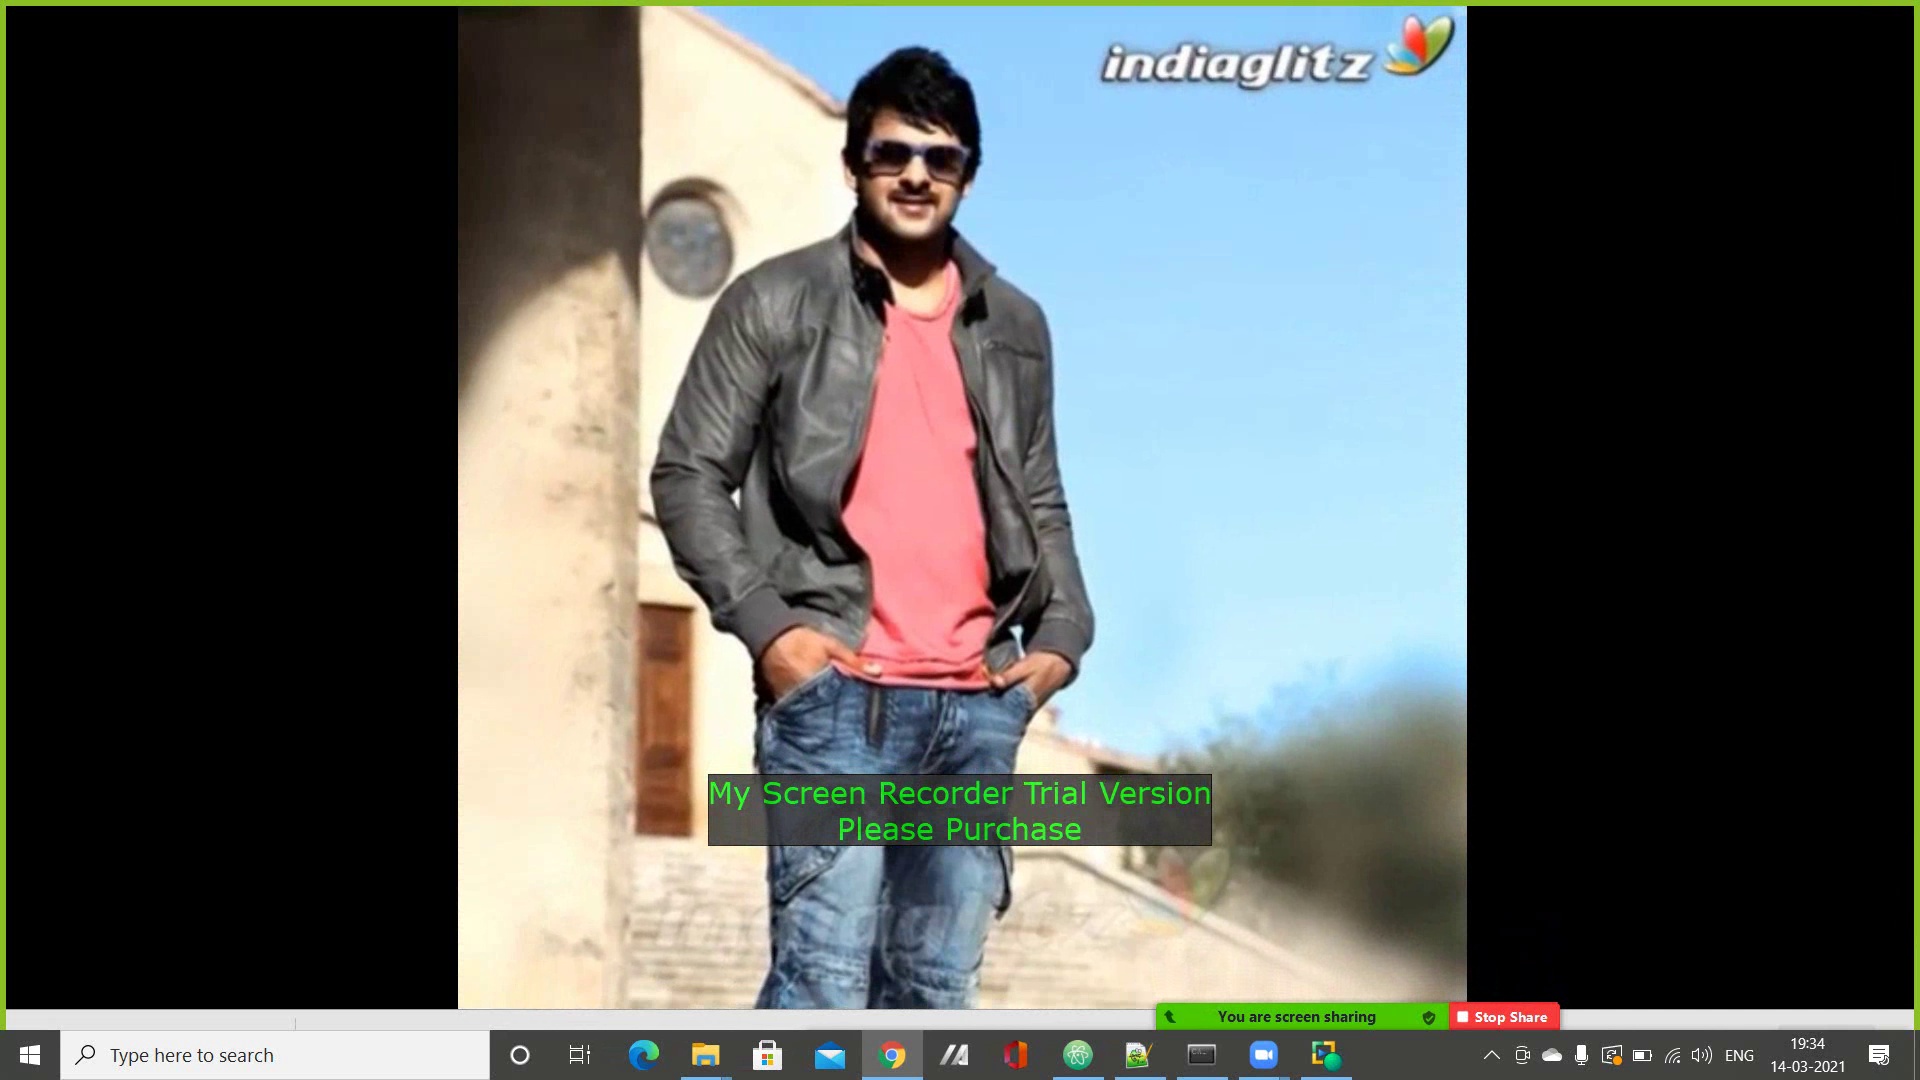 indiaglitz
My Screen Recorder Trial Version
Please Purchase
indiaglitz
You are screen sharing
Stop Share
Type here to search
ENG
19:34
14-03-2021